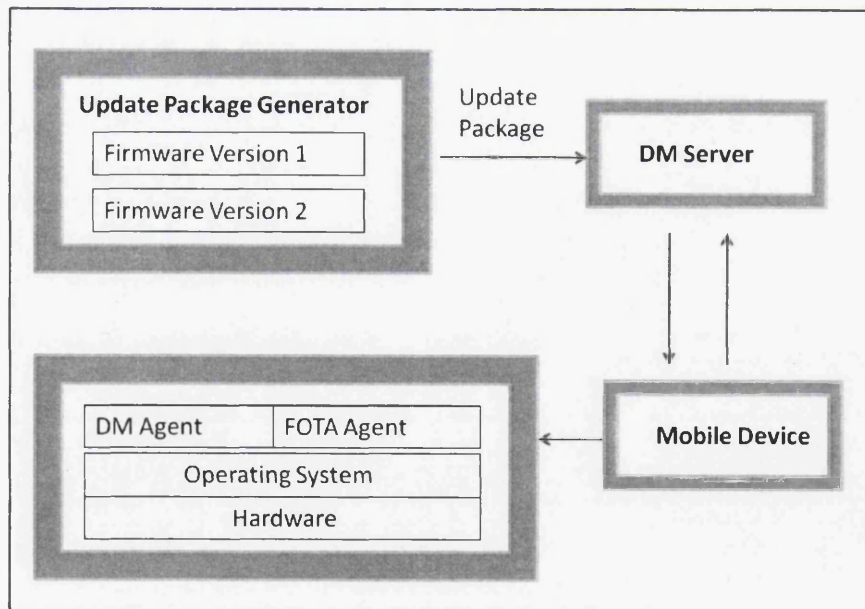 Update Package Generator
Firmware Version 1
Firmware Version 2
Update
Package
DM Server
DM Agent
FOTA Agent
Operating System
Hardware
Mobile Device